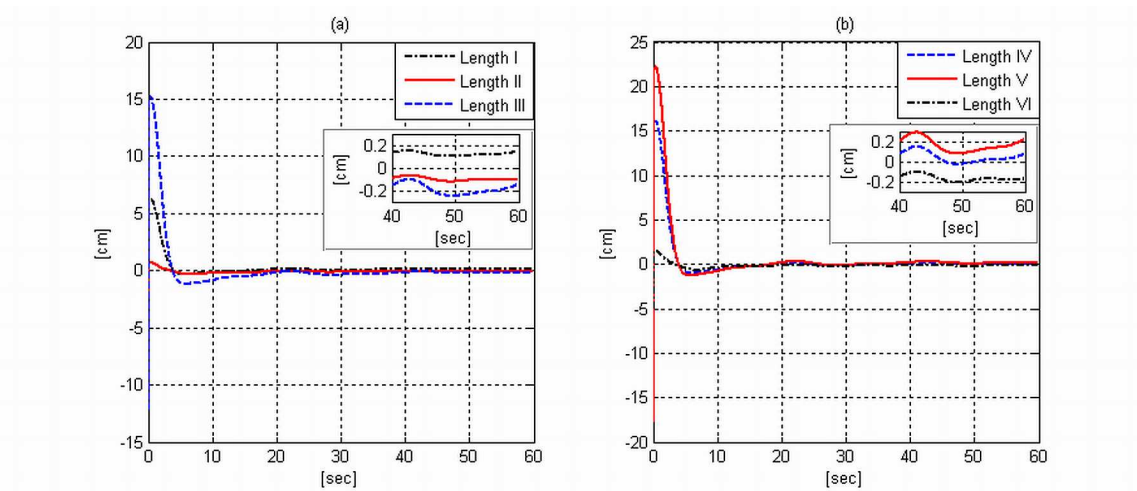 (a)
20
15
10
5
0
-5
-10
-15
[cm]
0 10 20 30 40 50 60
[sec]
Length I
Length II
Length III
0.2
0
-0.2
[cm]
40 50 60
[sec]
(b)
25
20
15
10
5
0
-5
-10
-15
-20
[cm]
0 10 20 30 40 50 60
[sec]
Length IV
Length V
Length VI
0.2
0
-0.2
[cm]
40 50 60
[sec]